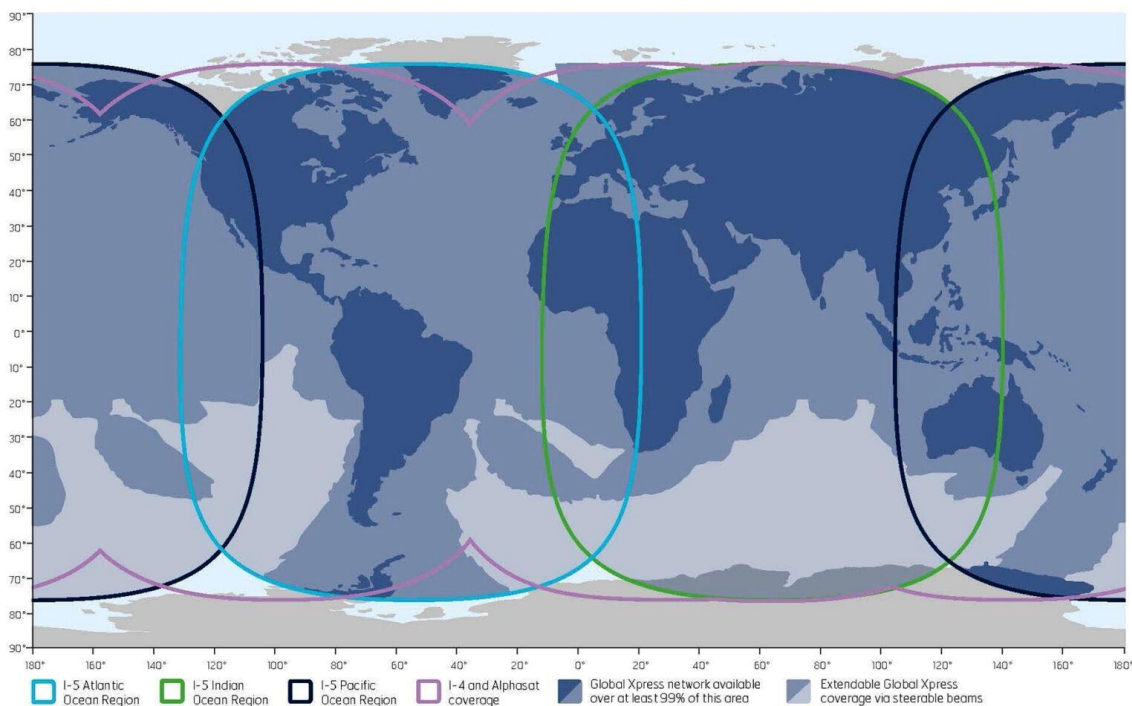 90°
80°
70°
60°
50°
40°
30°
20°
10°
0°
10°
20°
30°
40°
50°
60°
70°
80°
90°
180° 160° 140° 120° 100° 80° 60° 40° 20° 0° 20° 40° 60° 80° 100° 120° 140° 160° 180°
I-5 Atlantic
Ocean Region
I-5 Indian
Ocean Region
I-5 Pacific
Ocean Region
I-4 and Alphasat
coverage
Global Xpress network available
over at least 99% of this area
Extendable Global Xpress
coverage via steerable beams